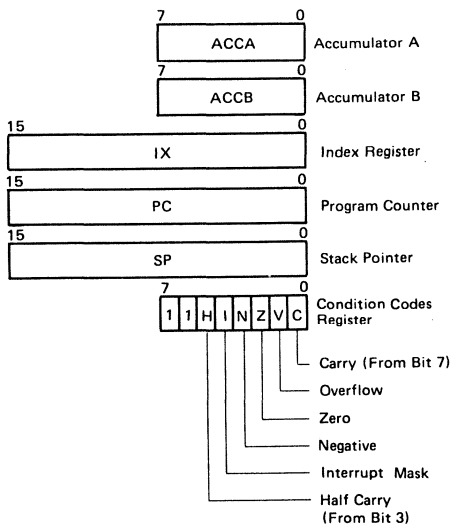 7 0
ACCA Accumulator A
7 0
ACCB Accumulator B
15 0
IX Index Register
15 0
PC Program Counter
15 0
SP Stack Pointer
7 0
1 1 H I N Z V C Condition Codes
Register
Carry (From Bit 7)
Overflow
Zero
Negative
Interrupt Mask
Half Carry
(From Bit 3)